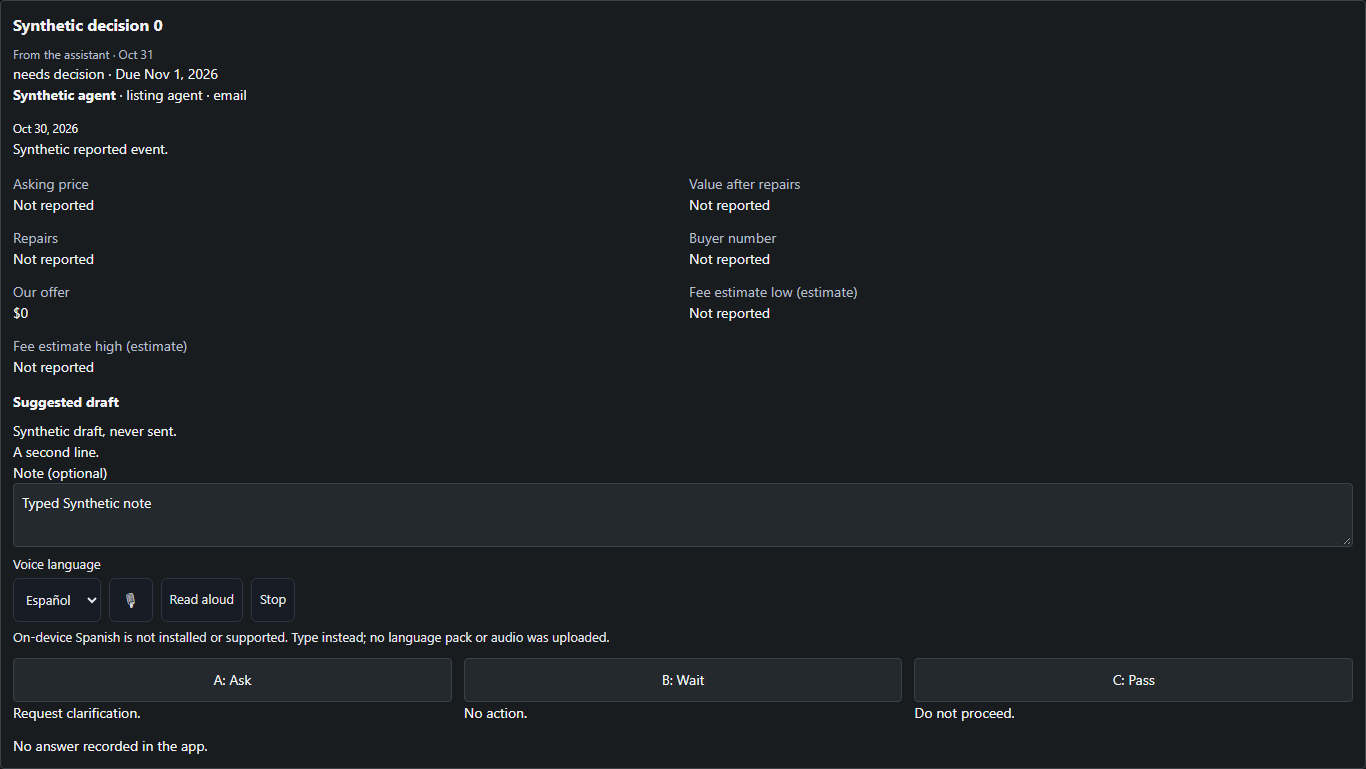 Synthetic decision 0
From the assistant · Oct 31
needs decision · Due Nov 1, 2026
Synthetic agent · listing agent · email
Oct 30, 2026
Synthetic reported event.
Asking price
Not reported
Value after repairs
Not reported
Repairs
Not reported
Buyer number
Not reported
Our offer
$0
Fee estimate low (estimate)
Not reported
Fee estimate high (estimate)
Not reported
Suggested draft
Synthetic draft, never sent.
A second line.
Note (optional)
Typed Synthetic note
Voice language
Español
Read aloud
Stop
On-device Spanish is not installed or supported. Type instead; no language pack or audio was uploaded.
A: Ask
Request clarification.
B: Wait
No action.
C: Pass
Do not proceed.
No answer recorded in the app.